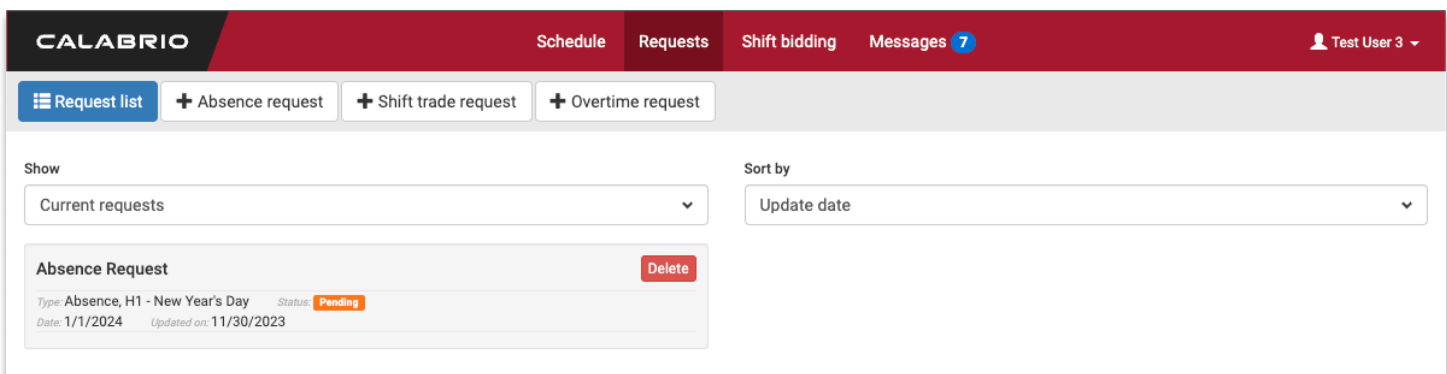 CALABRIO Schedule Requests Shift bidding Messages 7 Test User 3
Request list + Absence request + Shift trade request + Overtime request
Show Sort by
Current requests Update date
Absence Request Delete
Type: Absence, H1 - New Year's Day Status: Pending
Date: 1/1/2024 Updated on: 11/30/2023